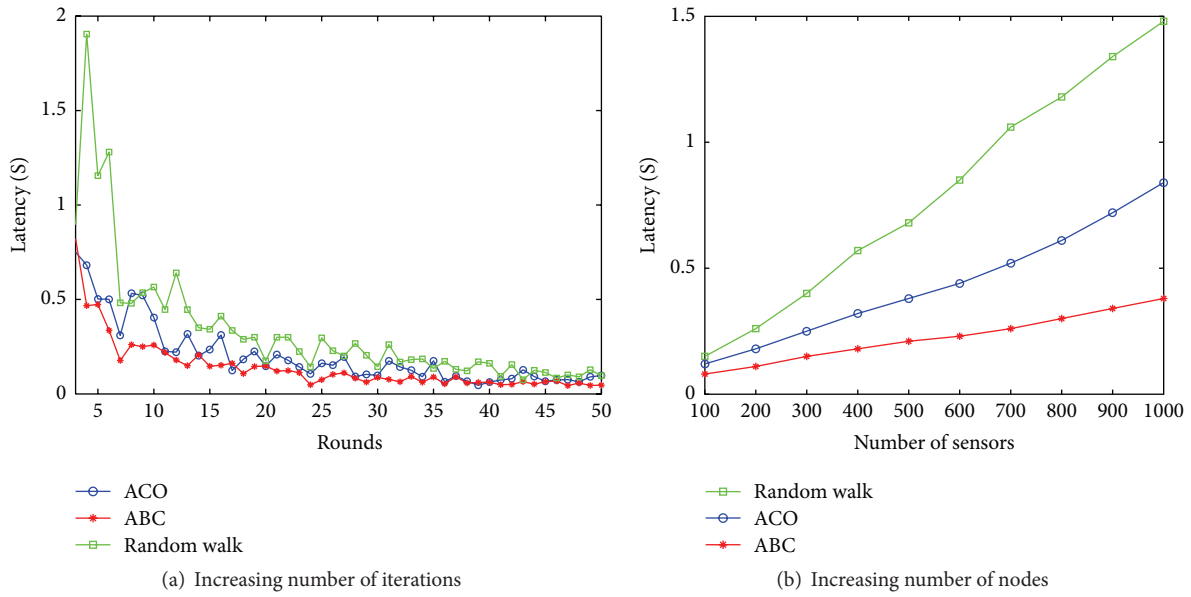 2
1.5
1
0.5
0
Latency (S)
5 10 15 20 25 30 35 40 45 50
Rounds
ACO
ABC
Random walk
(a) Increasing number of iterations
1.5
1
0.5
0
Latency (S)
100 200 300 400 500 600 700 800 900 1000
Number of sensors
Random walk
ACO
ABC
(b) Increasing number of nodes